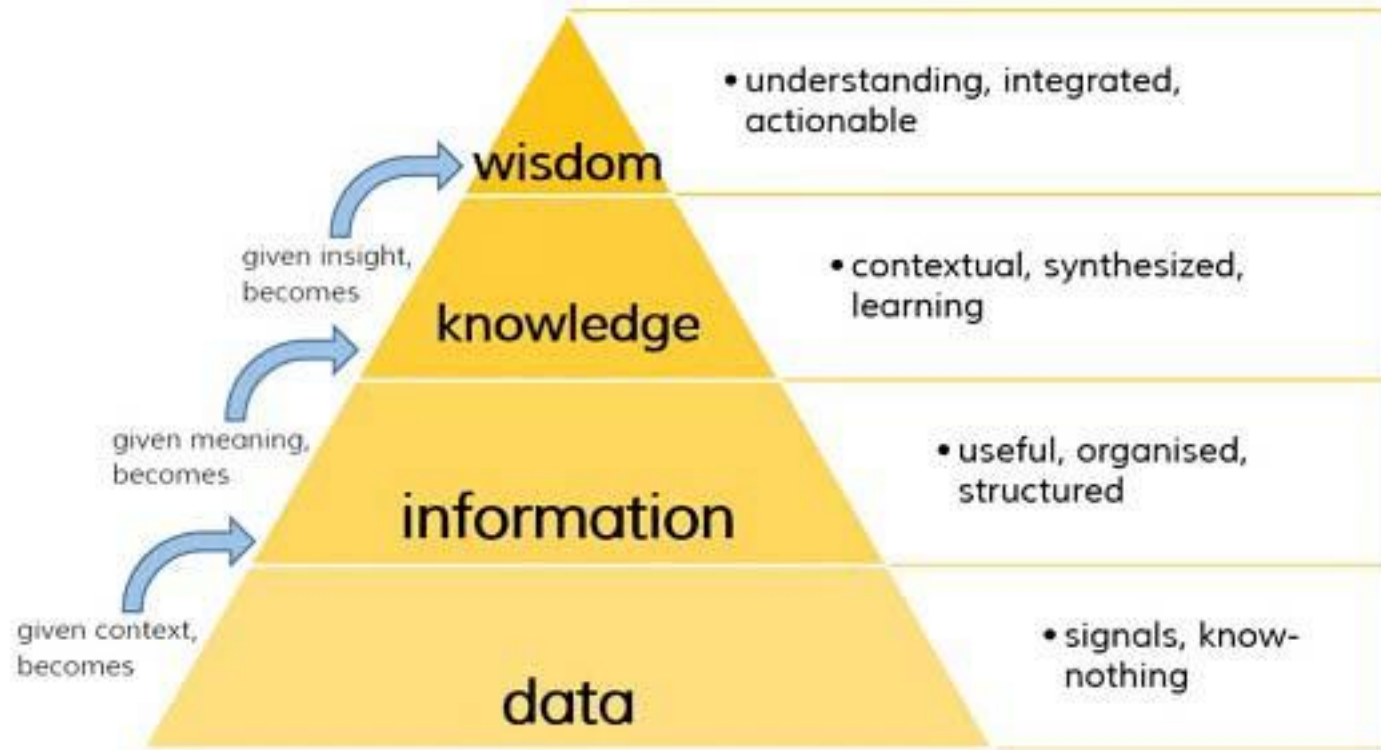 • understanding, integrated,
actionable
wisdom
given insight,
becomes
• contextual, synthesized,
learning
knowledge
given meaning,
becomes
• useful, organised,
structured
information
given context,
becomes
• signals, know-
nothing
data